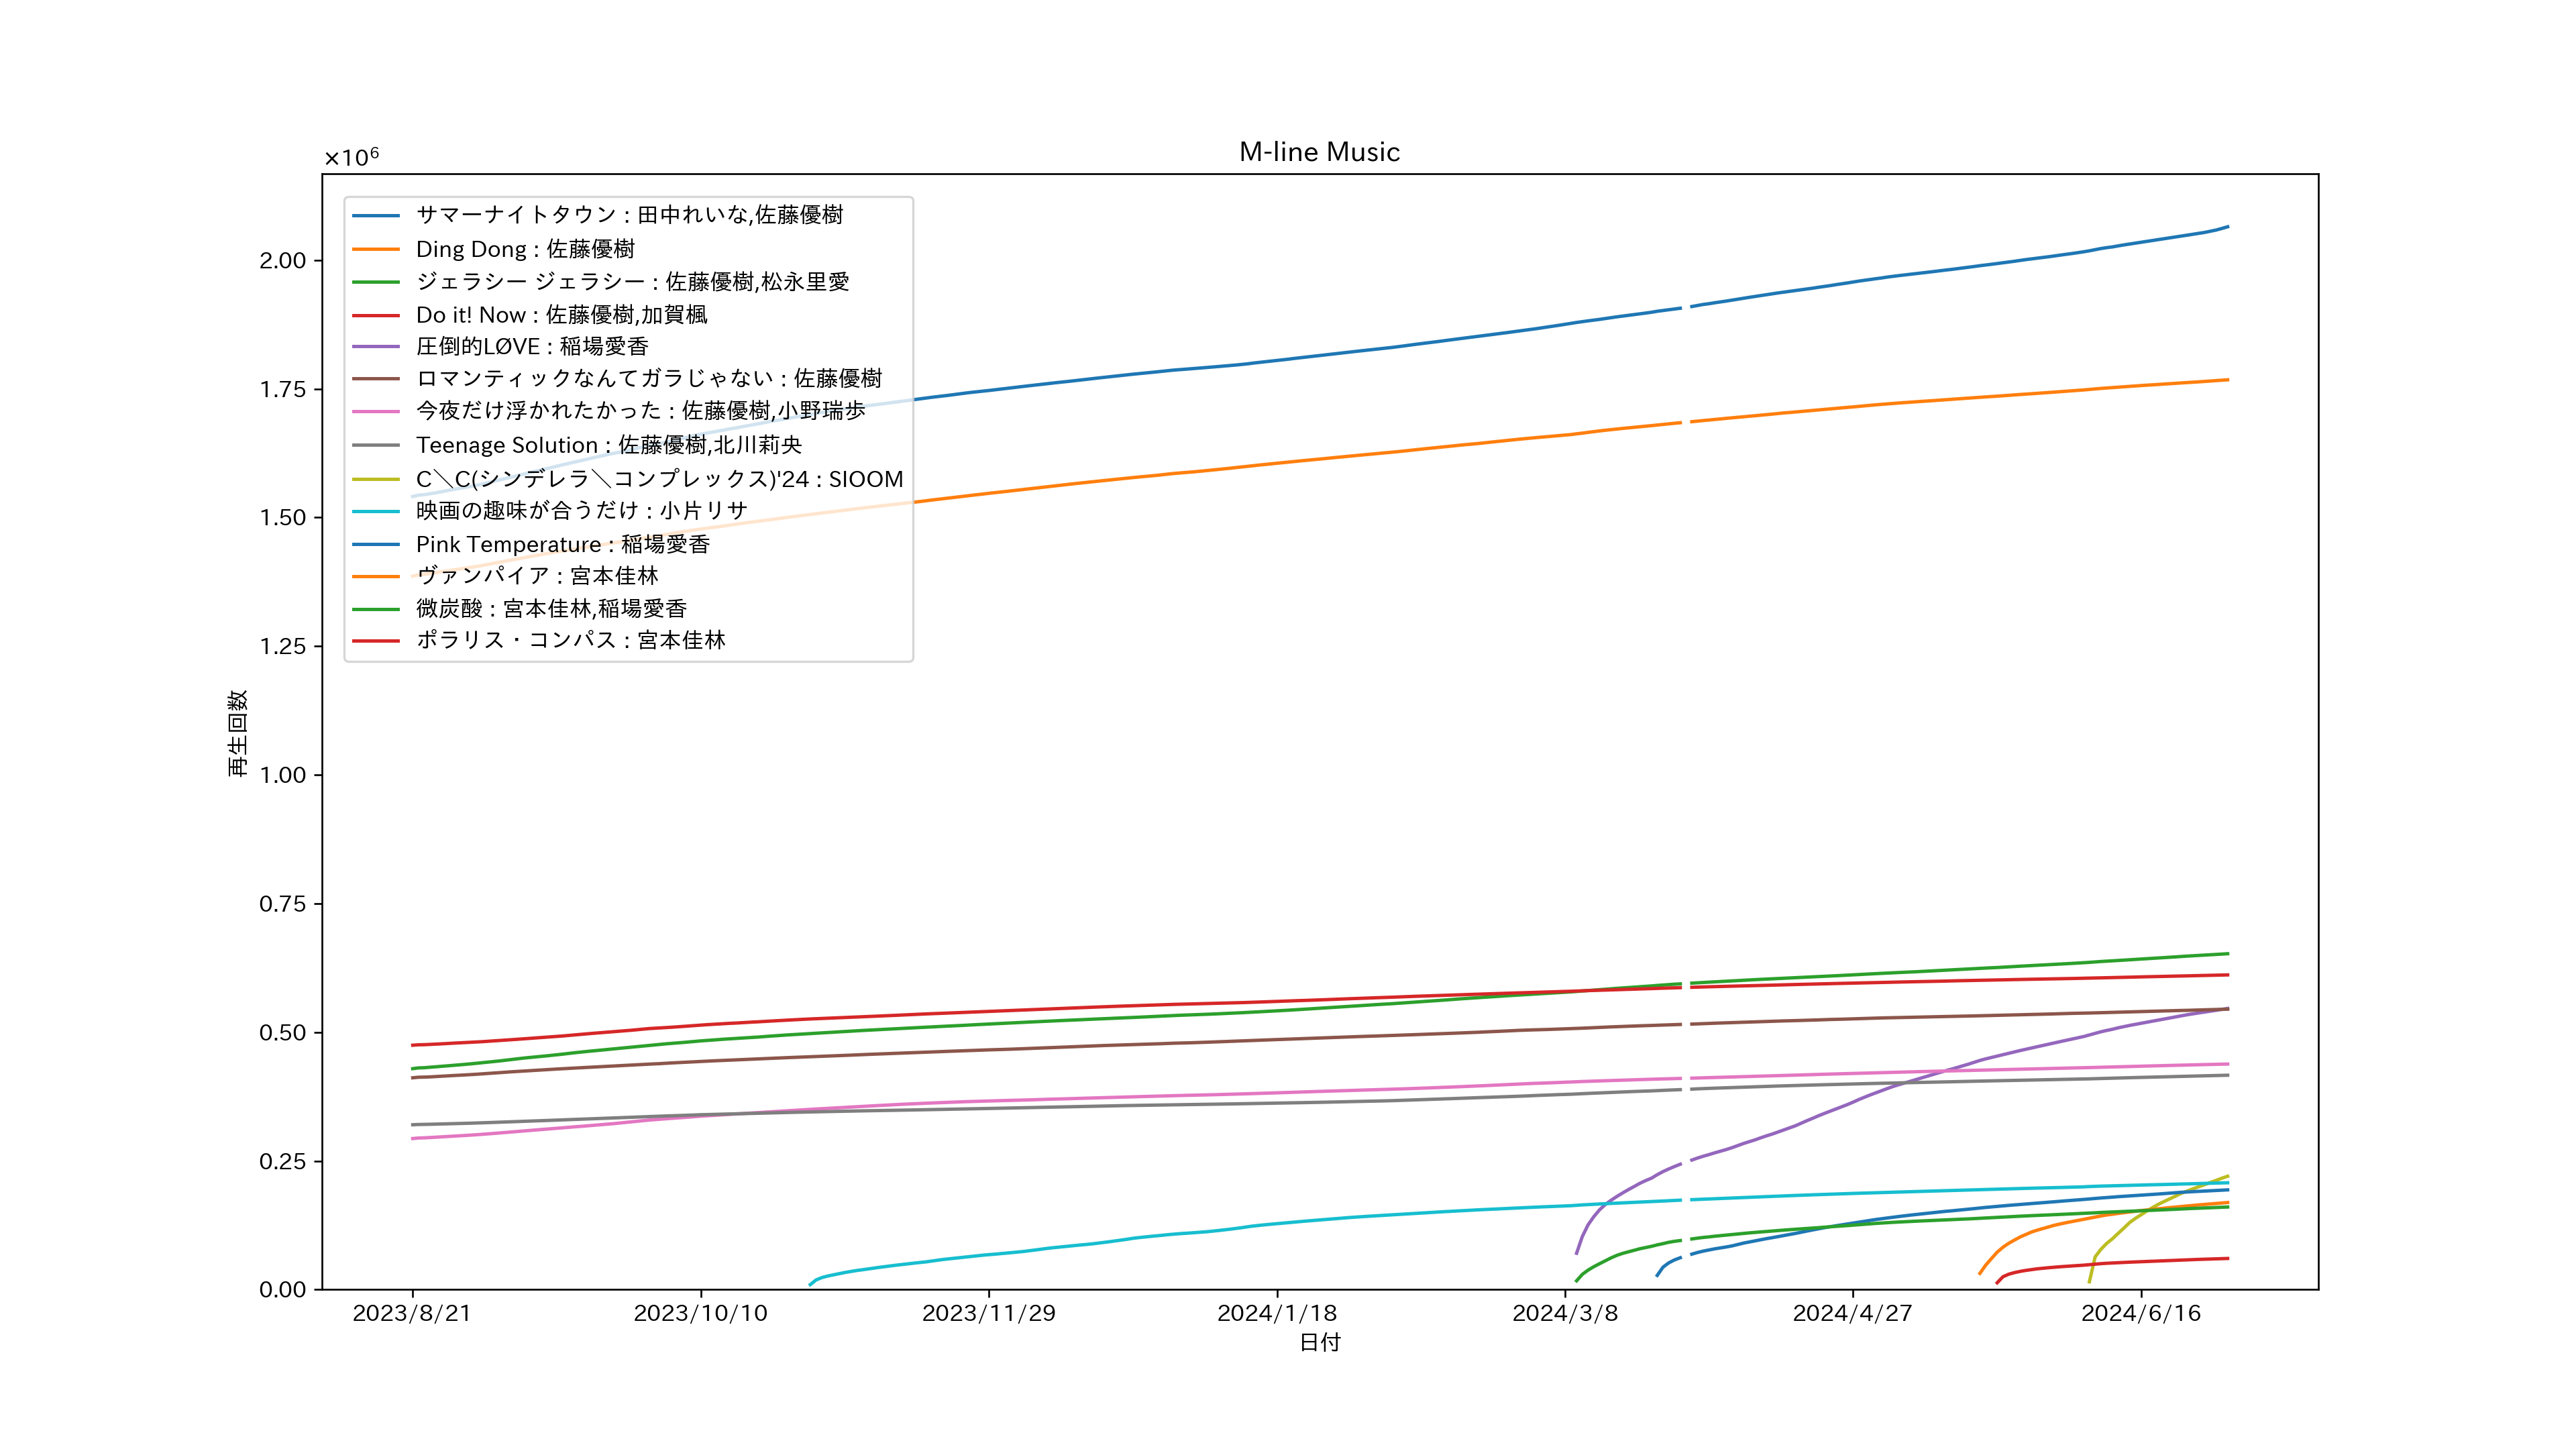 M-line Music
×10⁶
サマーナイトタウン : 田中れいな,佐藤優樹
Ding Dong : 佐藤優樹
ジェラシー ジェラシー : 佐藤優樹,松永里愛
Do it! Now : 佐藤優樹,加賀楓
圧倒的LØVE : 稲場愛香
ロマンティックなんてガラじゃない : 佐藤優樹
今夜だけ浮かれたかった : 佐藤優樹,小野瑞歩
Teenage Solution : 佐藤優樹,北川莉央
C＼C(シンデレラ＼コンプレックス)'24 : SIOOM
映画の趣味が合うだけ : 小片リサ
Pink Temperature : 稲場愛香
ヴァンパイア : 宮本佳林
微炭酸 : 宮本佳林,稲場愛香
ポラリス・コンパス : 宮本佳林
2.00
1.75
1.50
1.25
1.00
0.75
0.50
0.25
0.00
再生回数
2023/8/21 2023/10/10 2023/11/29 2024/1/18 2024/3/8 2024/4/27 2024/6/16
日付